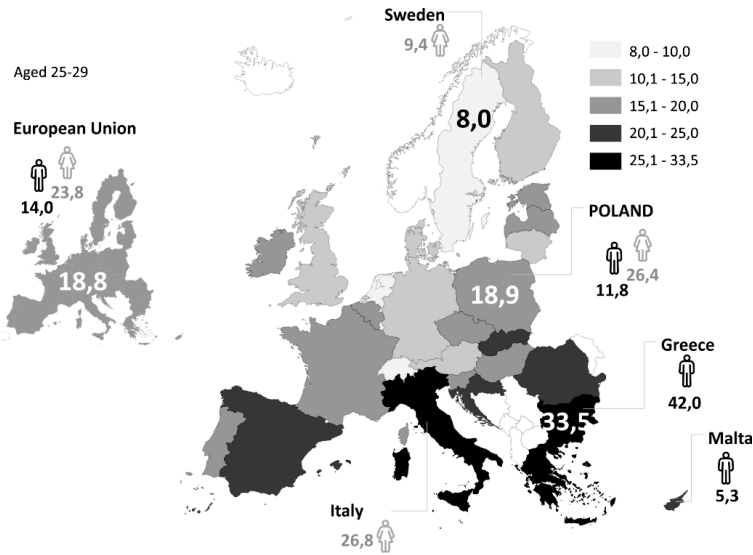 Sweden
9,4
Aged 25-29
8,0 - 10,0
10,1 - 15,0
15,1 - 20,0
20,1 - 25,0
25,1 - 33,5
European Union
23,8
14,0
18,8
8,0
POLAND
26,4
11,8
18,9
Greece
42,0
33,5
Malta
5,3
Italy
26,8